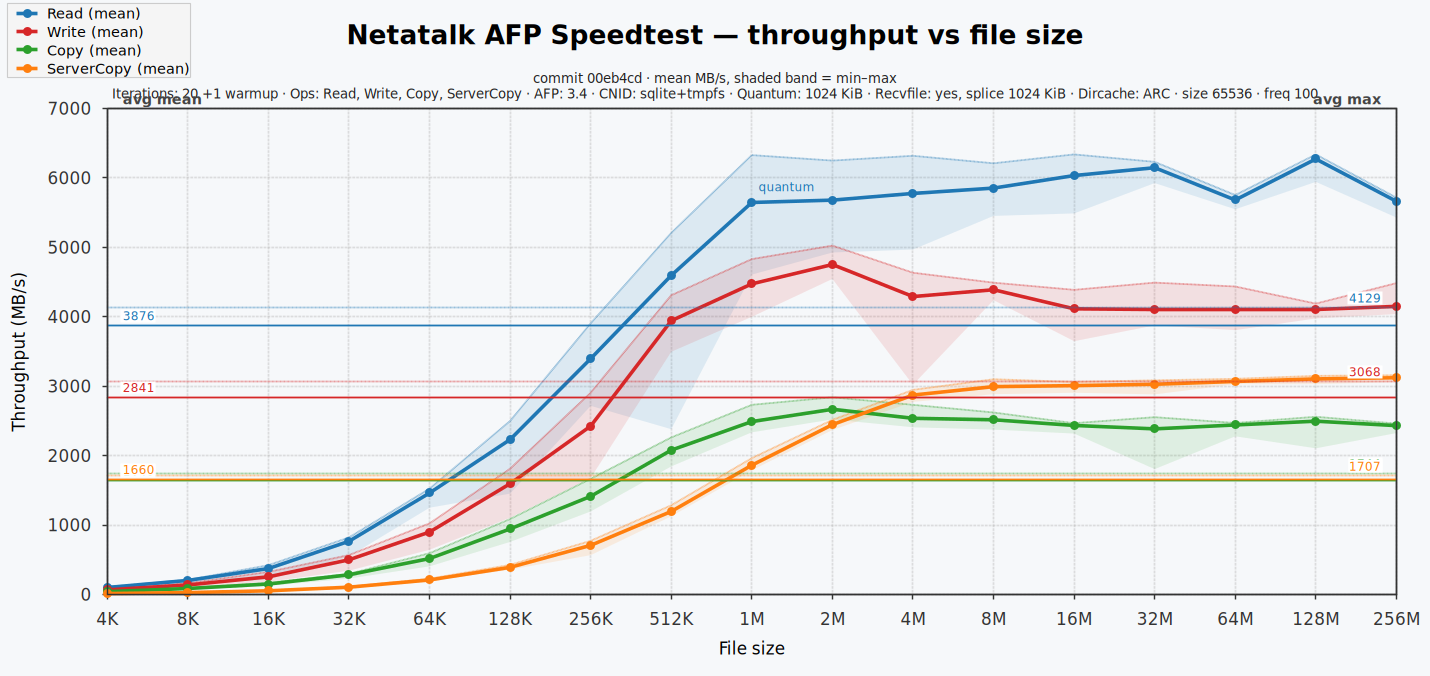 Read (mean)
Write (mean)
Copy (mean)
ServerCopy (mean)
Netatalk AFP Speedtest — throughput vs file size
commit 00eb4cd · mean MB/s, shaded band = min–max
Iterations: 20 +1 warmup · Ops: Read, Write, Copy, ServerCopy · AFP: 3.4 · CNID: sqlite+tmpfs · Quantum: 1024 KiB · Recvfile: yes, splice 1024 KiB · Dircache: ARC · size 65536 · freq 100
avg mean
avg max
7000
6000
5000
4000
3000
2000
1000
0
Throughput (MB/s)
quantum
3876
4129
2841
3068
1660
1707
4K 8K 16K 32K 64K 128K 256K 512K 1M 2M 4M 8M 16M 32M 64M 128M 256M
File size